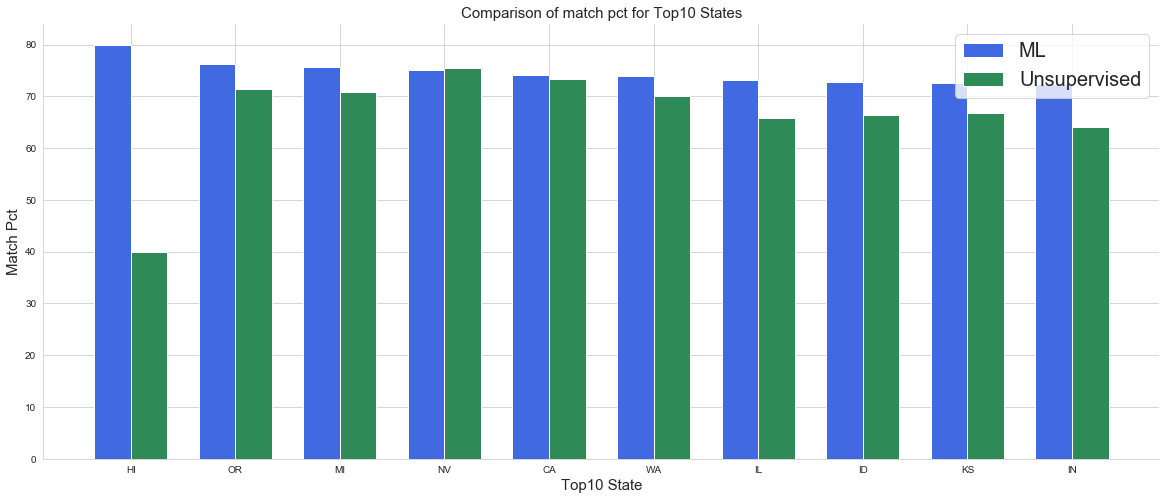 Comparison of match pct for Top10 States
ML
Unsupervised
Match Pct
80
70
60
50
40
30
20
10
0
HI OR MI NV CA WA IL ID KS IN
Top10 State